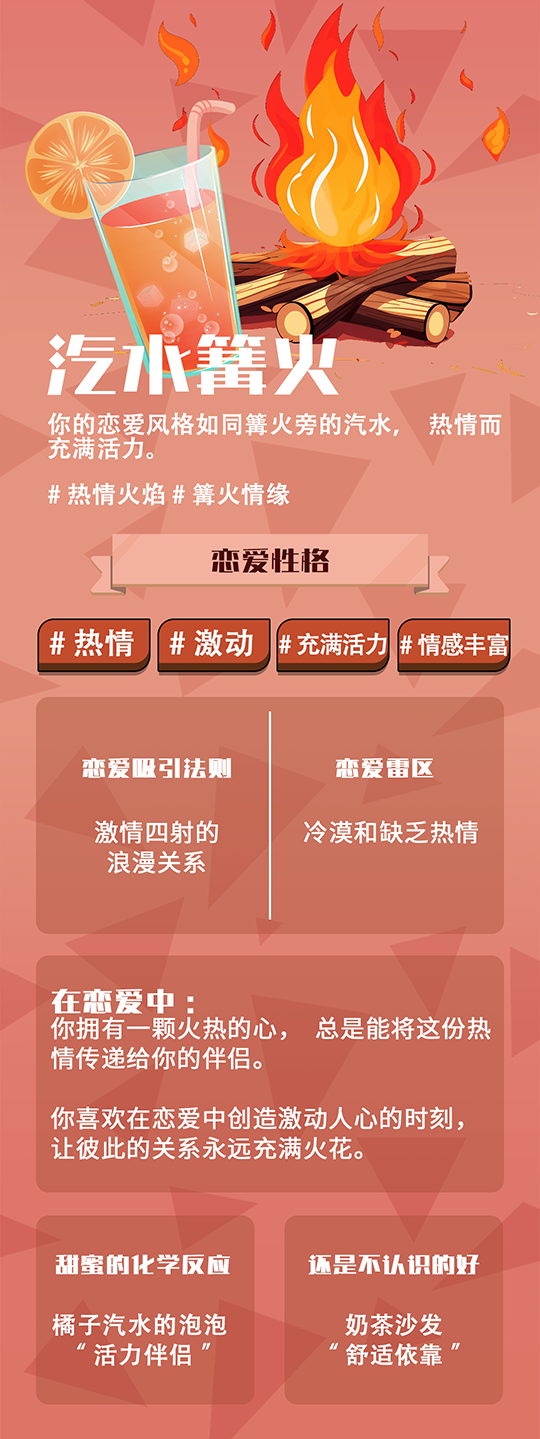 汽水篝火
你的恋爱风格如同篝火旁的汽水, 热情而
充满活力。
# 热情火焰 # 篝火情缘
恋爱性格
# 热情 # 激动 # 充满活力 # 情感丰富
恋爱吸引法则
激情四射的
浪漫关系
恋爱雷区
冷漠和缺乏热情
在恋爱中：
你拥有一颗火热的心, 总是能将这份热
情传递给你的伴侣。
你喜欢在恋爱中创造激动人心的时刻,
让彼此的关系永远充满火花。
甜蜜的化学反应
橘子汽水的泡泡
“ 活力伴侣 ”
还是不认识的好
奶茶沙发
“ 舒适依靠 ”